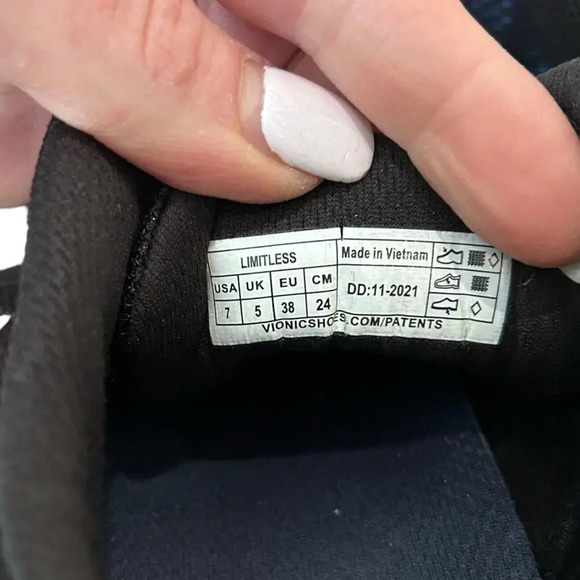 LIMITLESS
USA UK EU CM
7 5 38 24
Made in Vietnam
DD:11-2021
VIONICSHOES.COM/PATENTS